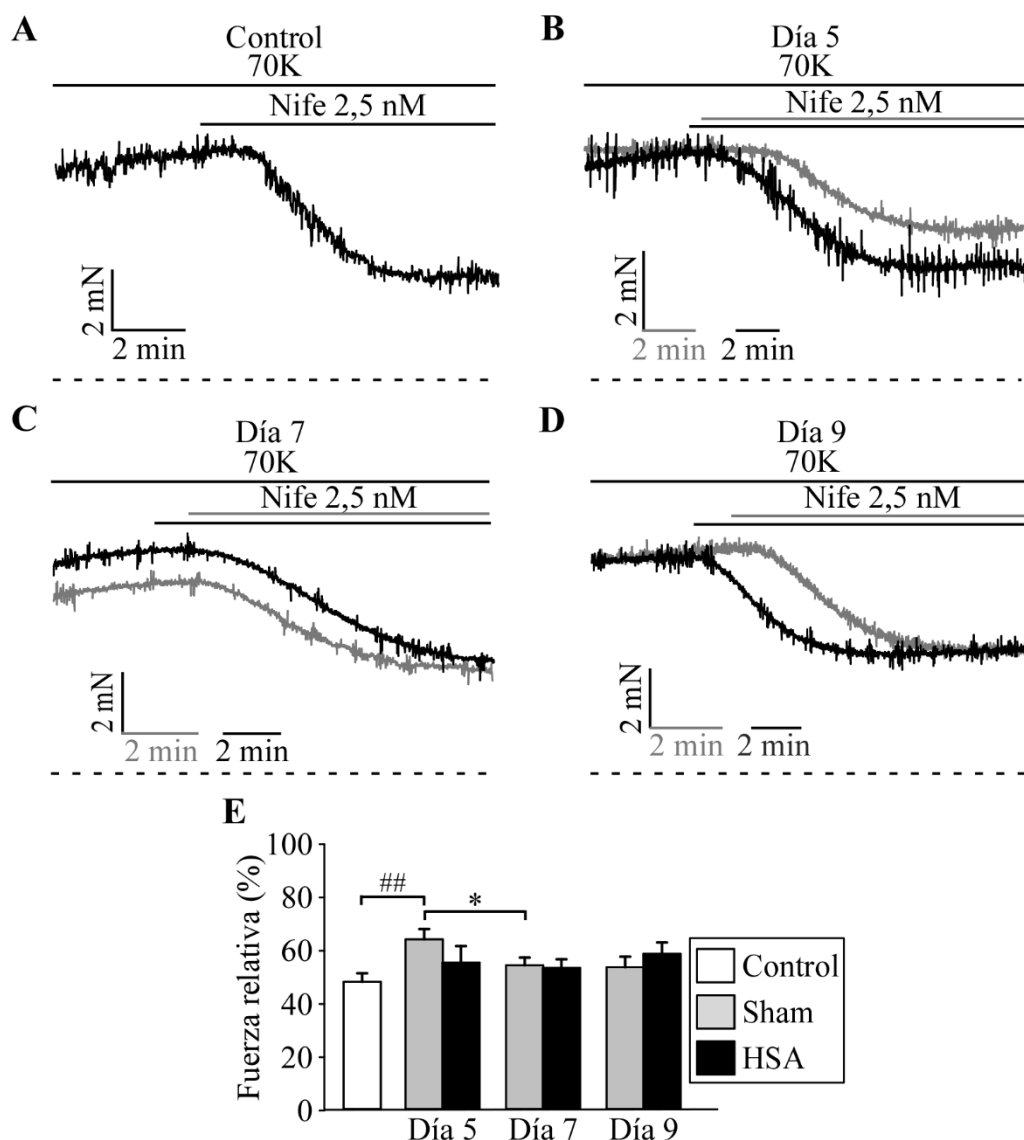 A
Control
70K
Nife 2,5 nM
2 mN
2 min
B
Día 5
70K
Nife 2,5 nM
2 mN
2 min 2 min
C
Día 7
70K
Nife 2,5 nM
2 mN
2 min 2 min
D
Día 9
70K
Nife 2,5 nM
2 mN
2 min 2 min
E
Fuerza relativa (%)
100
80
60
40
20
0
##
*
Día 5 Día 7 Día 9
Control
Sham
HSA